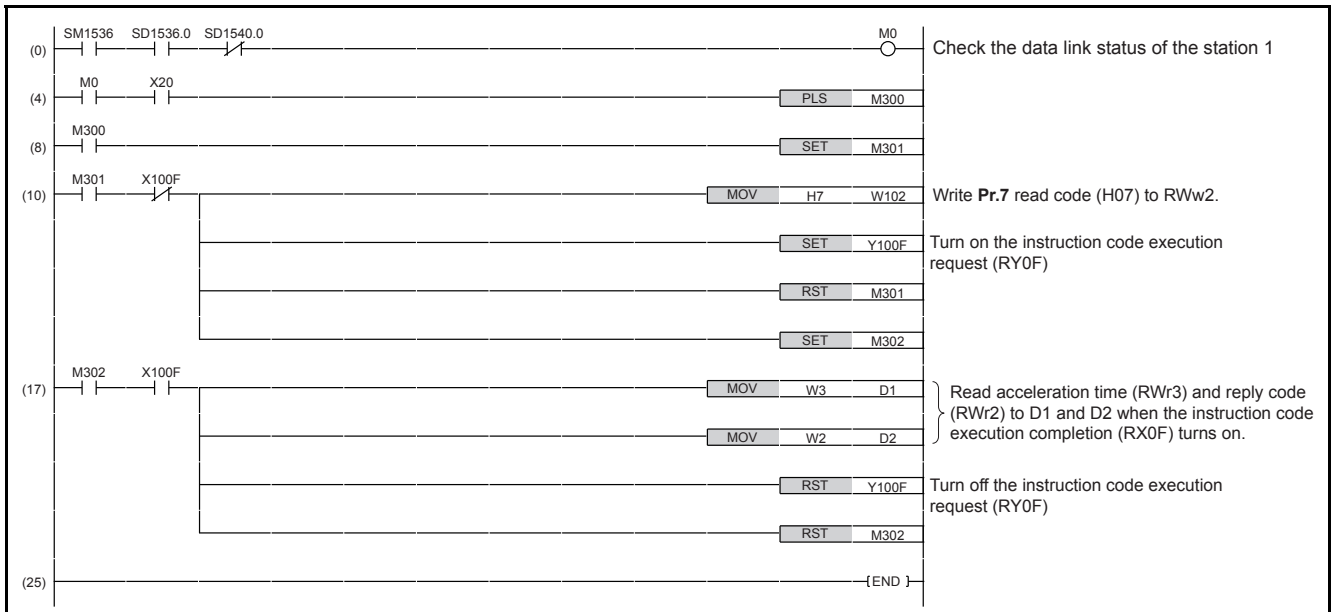 SM1536 SD1536.0 SD1540.0 M0
(0) Check the data link status of the station 1
M0 X20
(4) PLS M300
M300
(8) SET M301
M301 X100F
(10) MOV H7 W102 Write Pr.7 read code (H07) to RWw2.
SET Y100F Turn on the instruction code execution
request (RY0F)
RST M301
SET M302
M302 X100F
(17) MOV W3 D1 Read acceleration time (RWr3) and reply code
(RWr2) to D1 and D2 when the instruction code
MOV W2 D2 execution completion (RX0F) turns on.
RST Y100F Turn off the instruction code execution
request (RY0F)
RST M302
(25) END